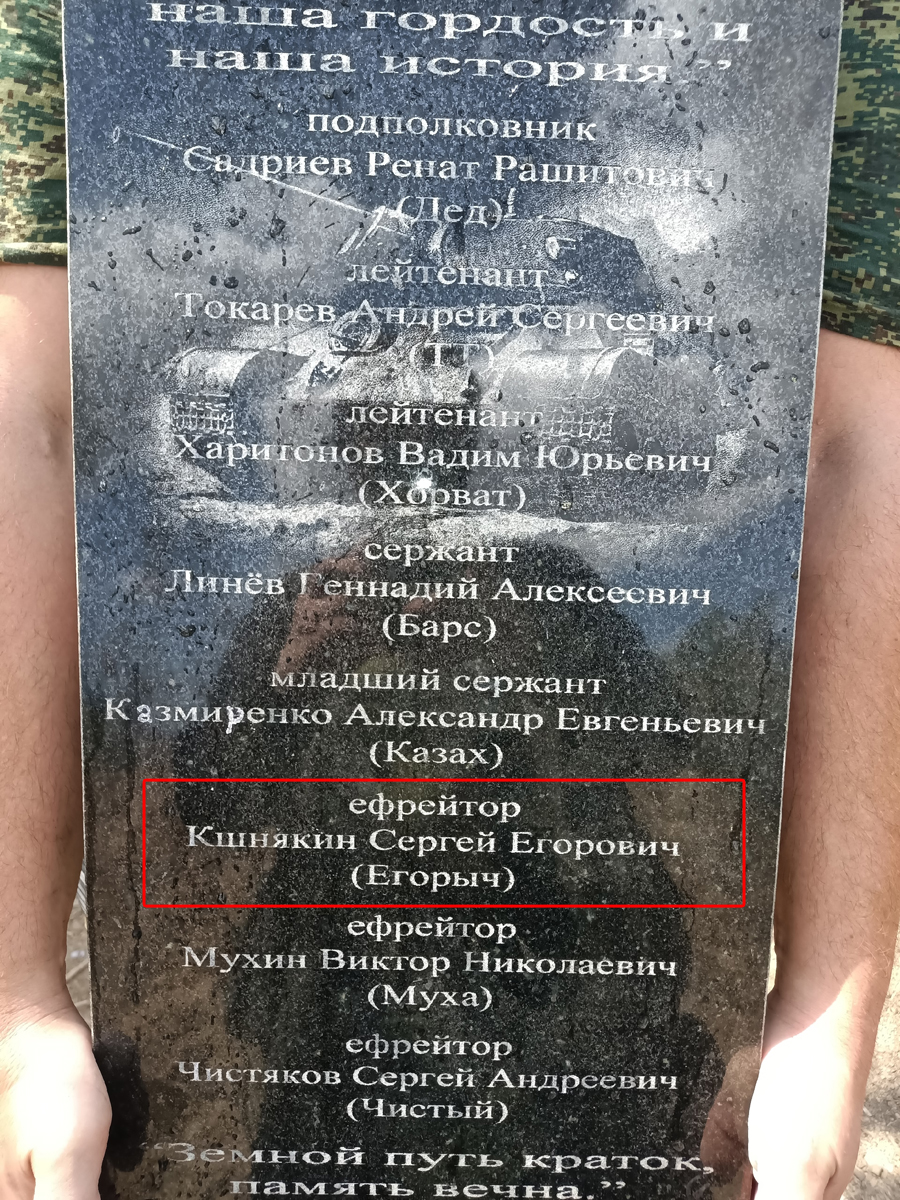 наша гордость и
наша история."
подполковник
Садриев Ренат Рашитович
(Дед)
лейтенант
Токарев Андрей Сергеевич
(ТТ)
лейтенант
Харитонов Вадим Юрьевич
(Хорват)
сержант
Линёв Геннадий Алексеевич
(Барс)
младший сержант
Казмиренко Александр Евгеньевич
(Казах)
ефрейтор
Кшнякин Сергей Егорович
(Егорыч)
ефрейтор
Мухин Виктор Николаевич
(Муха)
ефрейтор
Чистяков Сергей Андреевич
(Чистый)
"Земной путь краток,
память вечна."